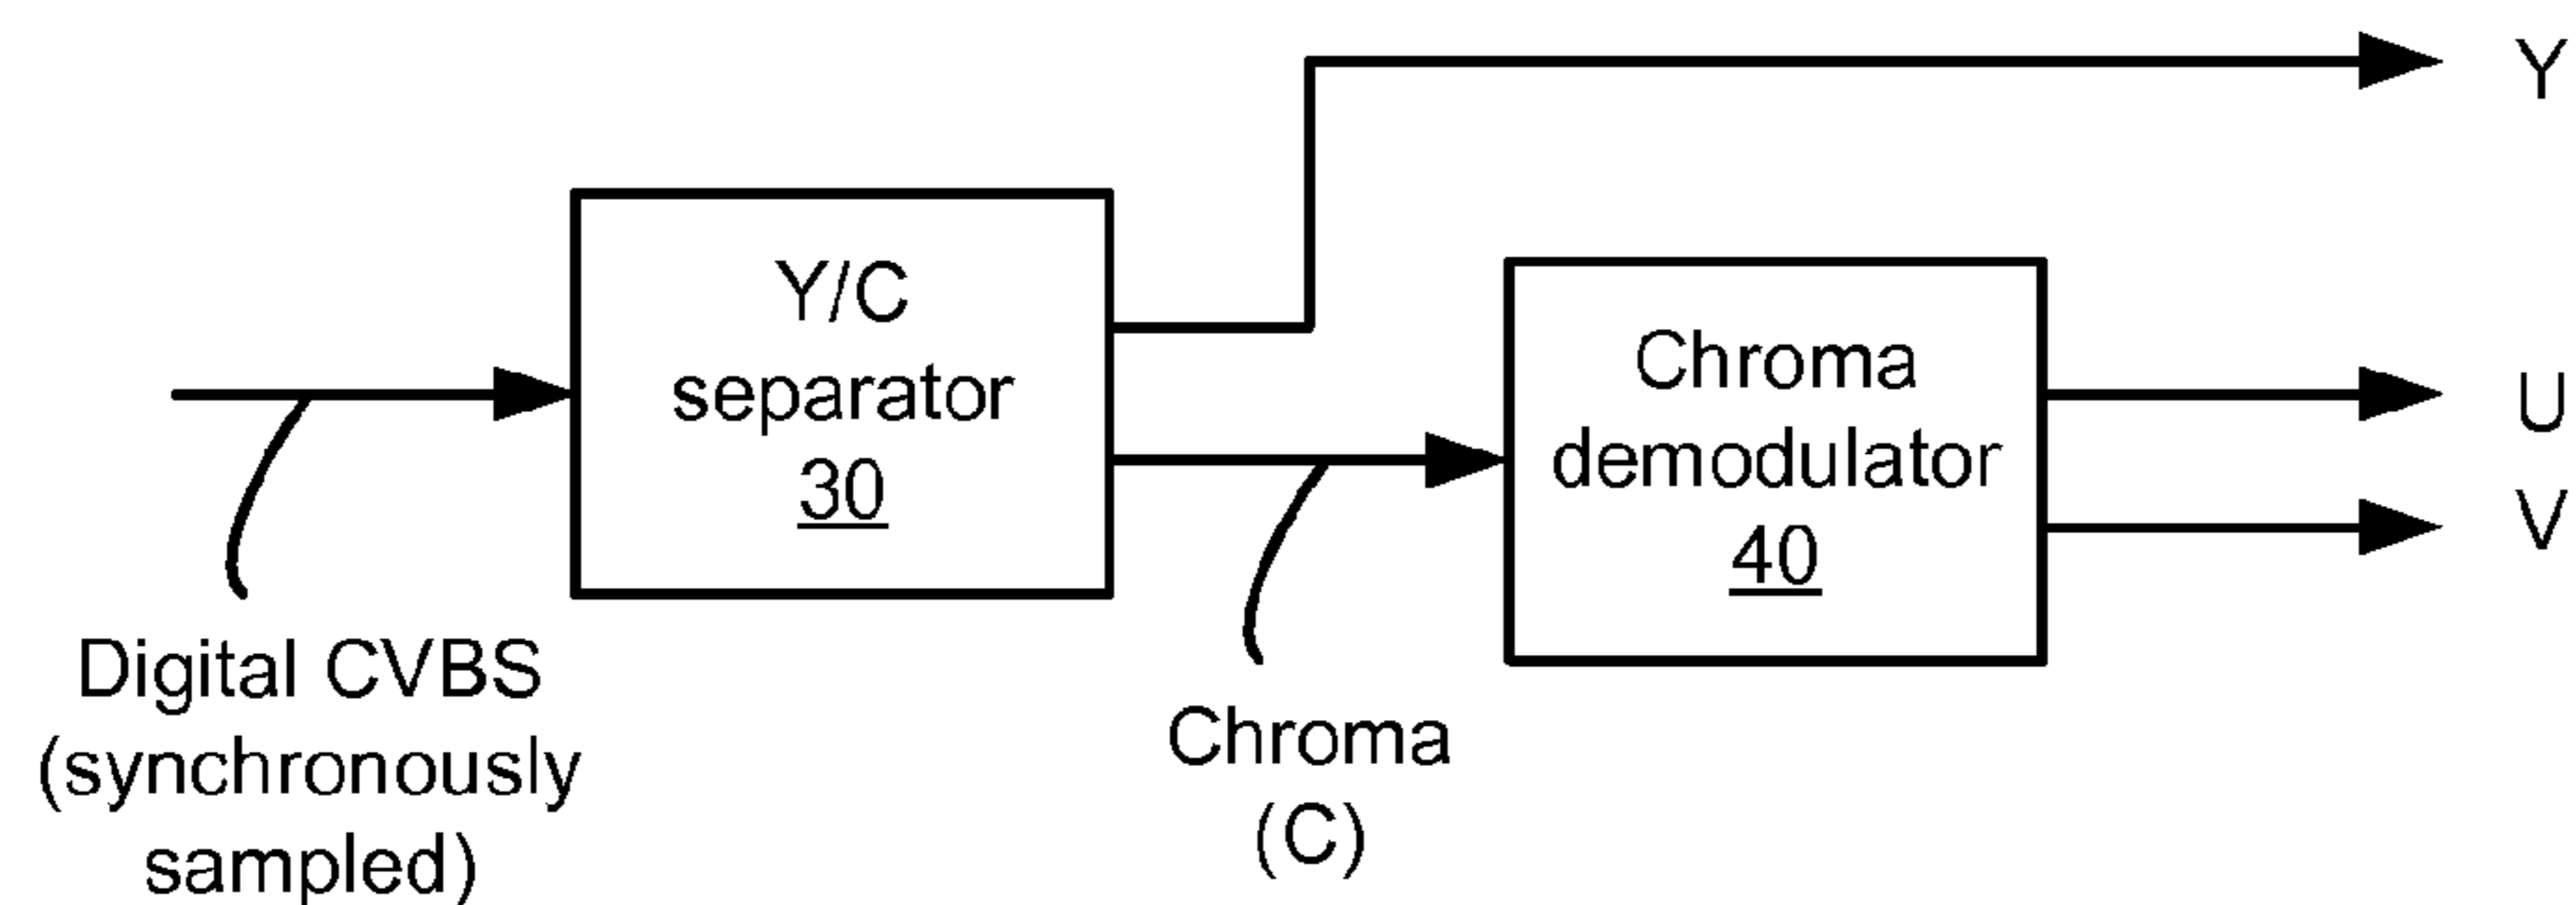 Y
Y/C
separator
30
Chroma
demodulator
40
U
V
Digital CVBS
(synchronously
sampled)
Chroma
(C)